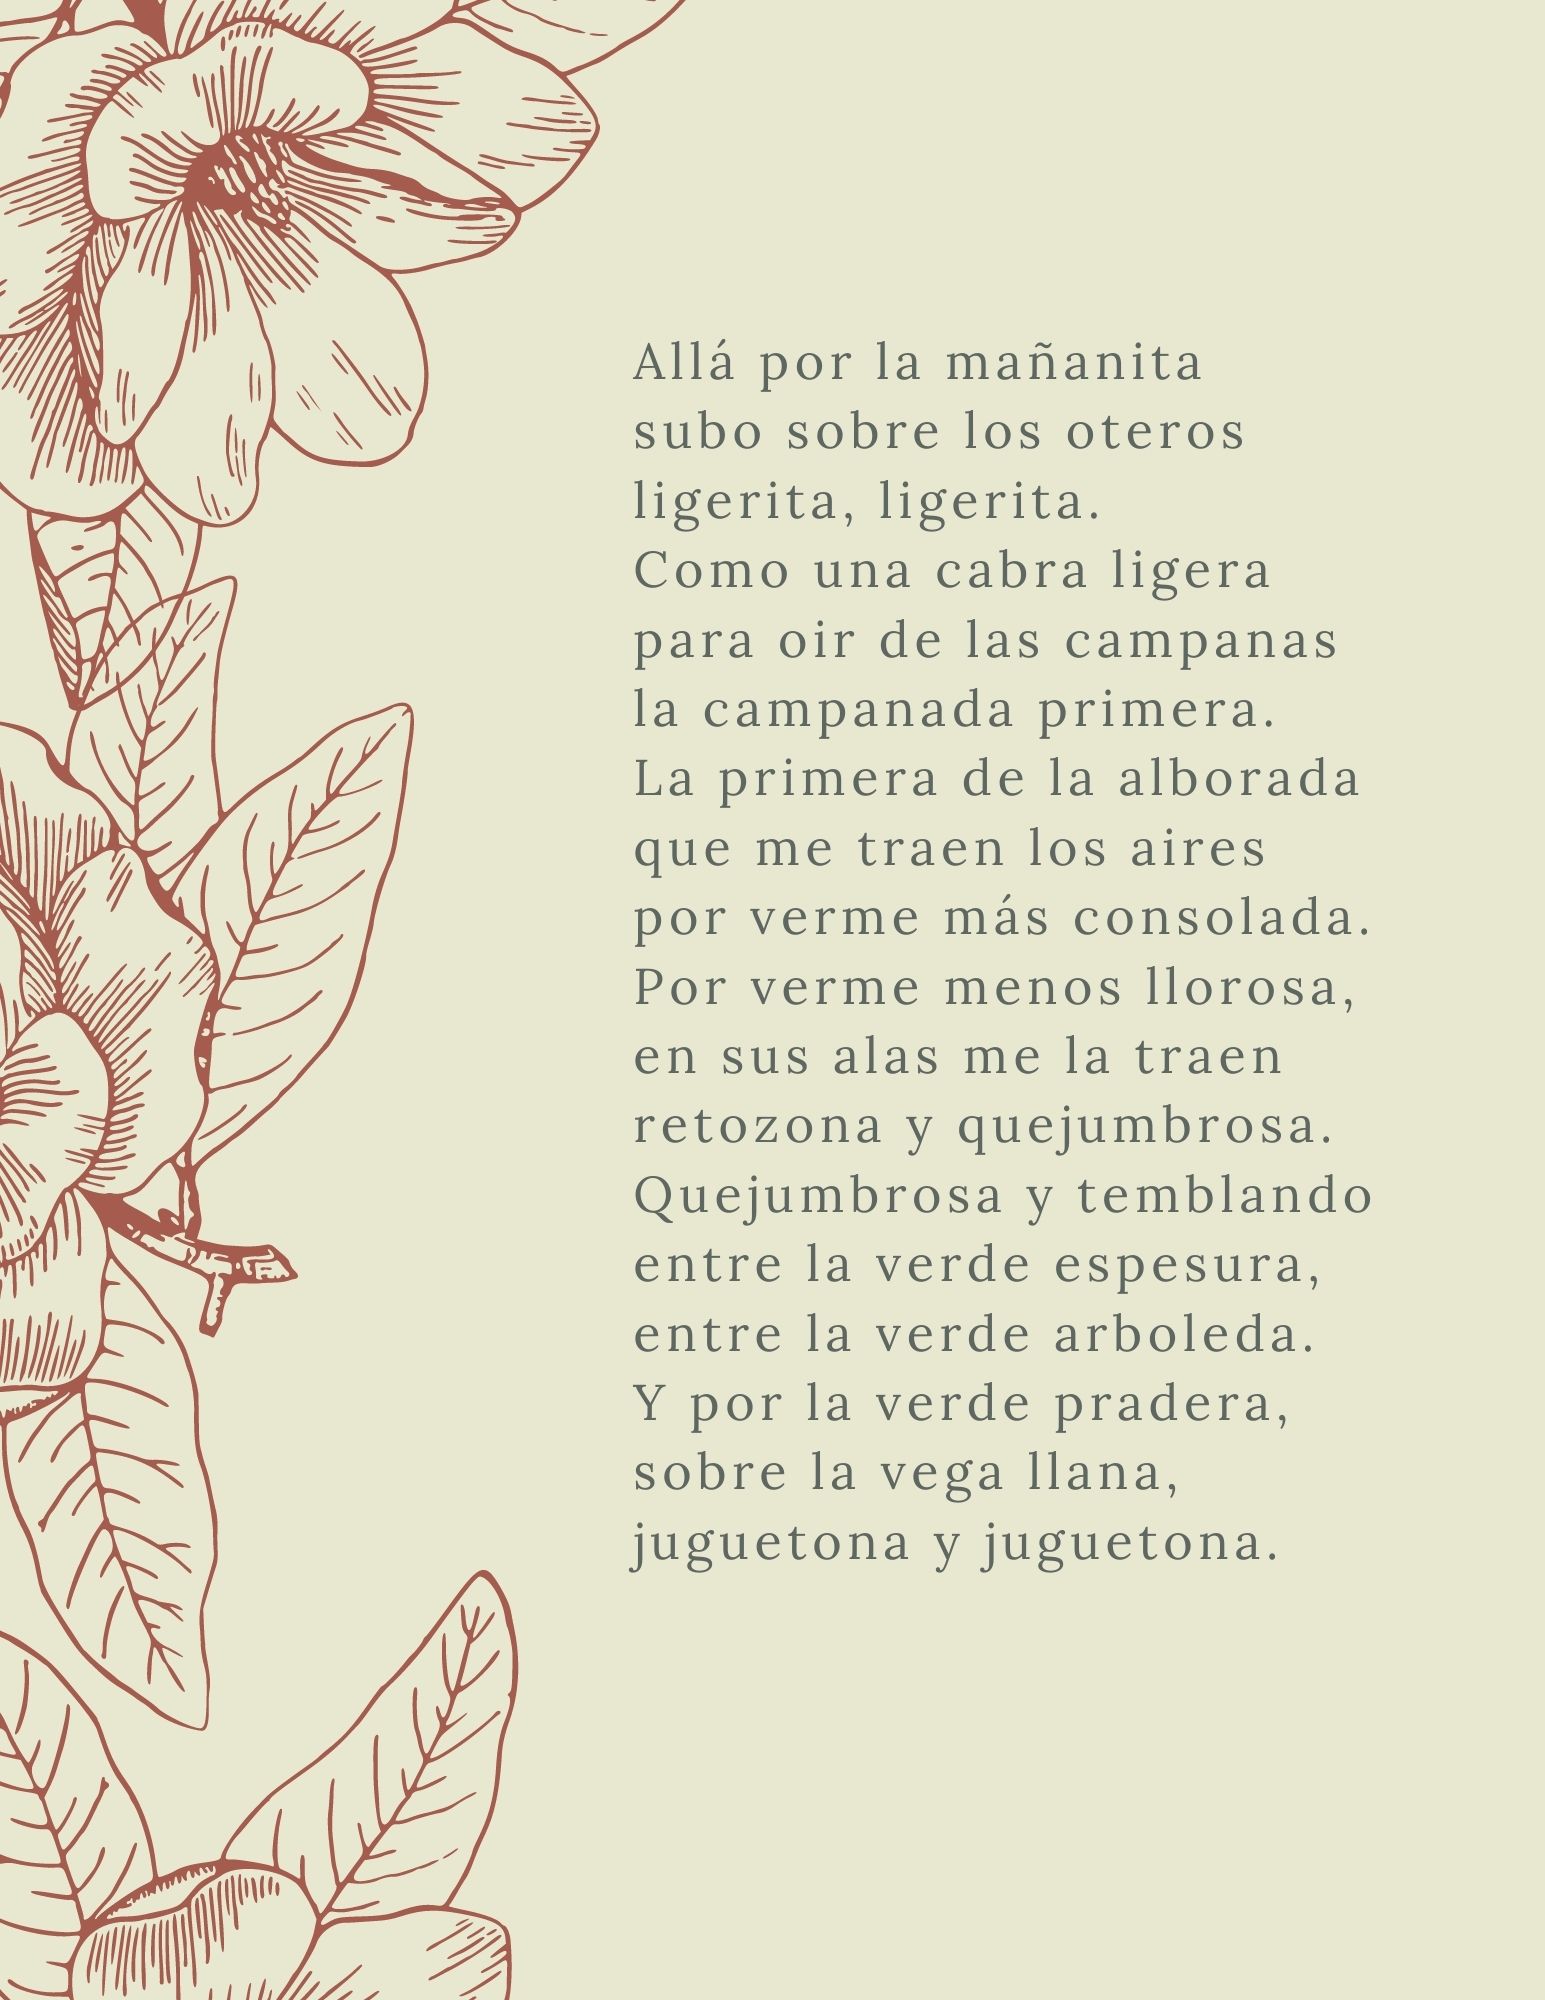 Allá por la mañanita
subo sobre los oteros
ligerita, ligerita.
Como una cabra ligera
para oir de las campanas
la campanada primera.
La primera de la alborada
que me traen los aires
por verme más consolada.
Por verme menos llorosa,
en sus alas me la traen
retozona y quejumbrosa.
Quejumbrosa y temblando
entre la verde espesura,
entre la verde arboleda.
Y por la verde pradera,
sobre la vega llana,
juguetona y juguetona.